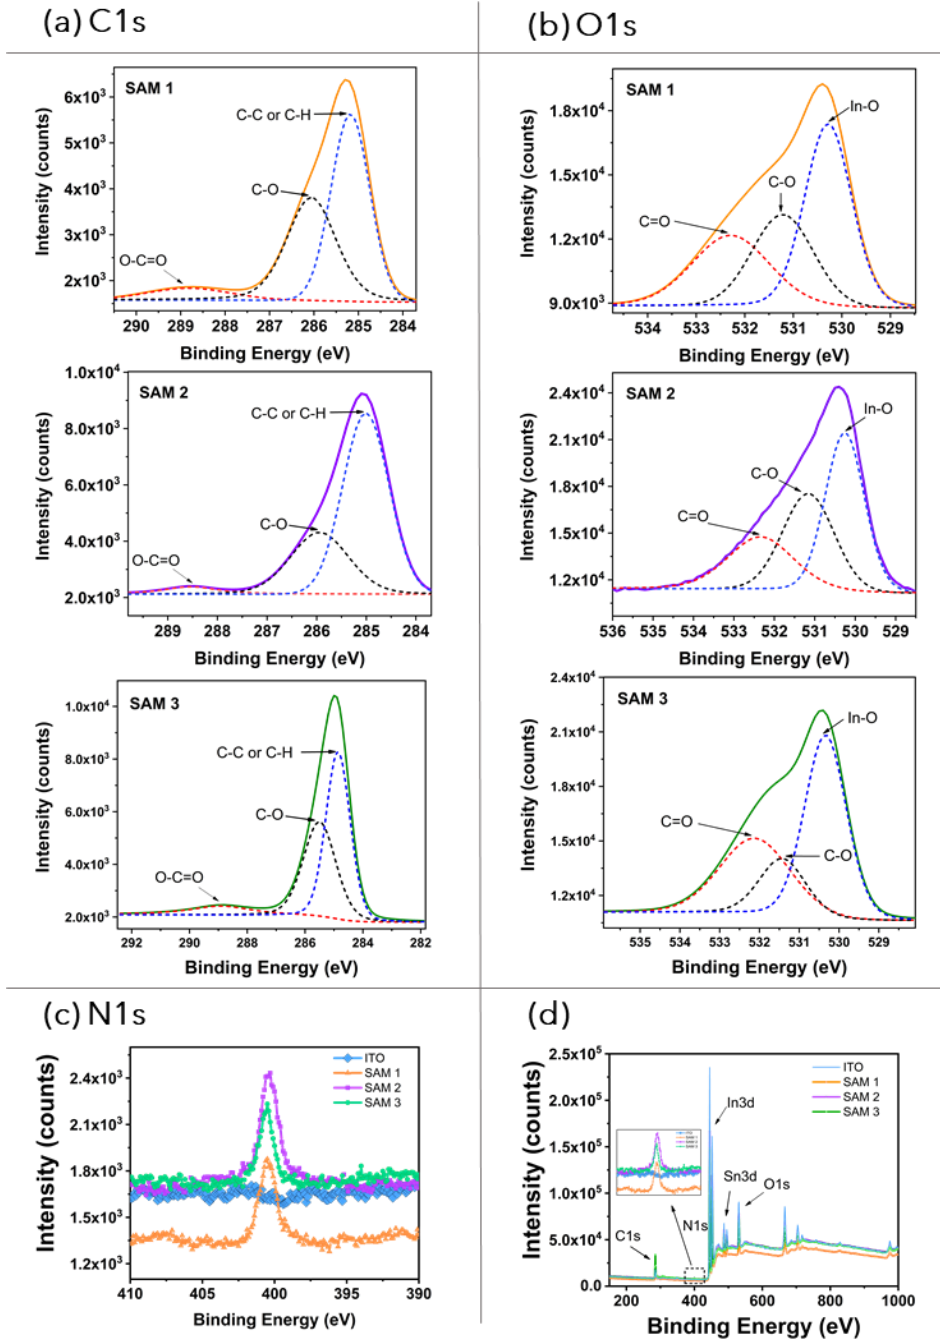 (a) C1s
(b) O1s
SAM 1
C-C or C-H
C-O
O-C=O
6x10³
5x10³
4x10³
3x10³
2x10³
290 289 288 287 286 285 284
Intensity (counts)
Binding Energy (eV)
SAM 1
In-O
C-O
C=O
1.8x10⁴
1.5x10⁴
1.2x10⁴
9.0x10³
534 533 532 531 530 529
Intensity (counts)
Binding Energy (eV)
SAM 2
C-C or C-H
C-O
O-C=O
1.0x10⁴
8.0x10³
6.0x10³
4.0x10³
2.0x10³
289 288 287 286 285 284
Intensity (counts)
Binding Energy (eV)
SAM 2
In-O
C-O
C=O
2.4x10⁴
2.1x10⁴
1.8x10⁴
1.5x10⁴
1.2x10⁴
536 535 534 533 532 531 530 529
Intensity (counts)
Binding Energy (eV)
SAM 3
C-C or C-H
C-O
O-C=O
1.0x10⁴
8.0x10³
6.0x10³
4.0x10³
2.0x10³
292 290 288 286 284 282
Intensity (counts)
Binding Energy (eV)
SAM 3
In-O
C=O
C-O
2.4x10⁴
2.1x10⁴
1.8x10⁴
1.5x10⁴
1.2x10⁴
535 534 533 532 531 530 529
Intensity (counts)
Binding Energy (eV)
(c) N1s
(d)
ITO
SAM 1
SAM 2
SAM 3
2.4x10³
2.1x10³
1.8x10³
1.5x10³
1.2x10³
410 405 400 395 390
Intensity (counts)
Binding Energy (eV)
ITO
SAM 1
SAM 2
SAM 3
In3d
Sn3d
O1s
N1s
C1s
2.5x10⁵
2.0x10⁵
1.5x10⁵
1.0x10⁵
5.0x10⁴
0.0
200 400 600 800 1000
Intensity (counts)
Binding Energy (eV)